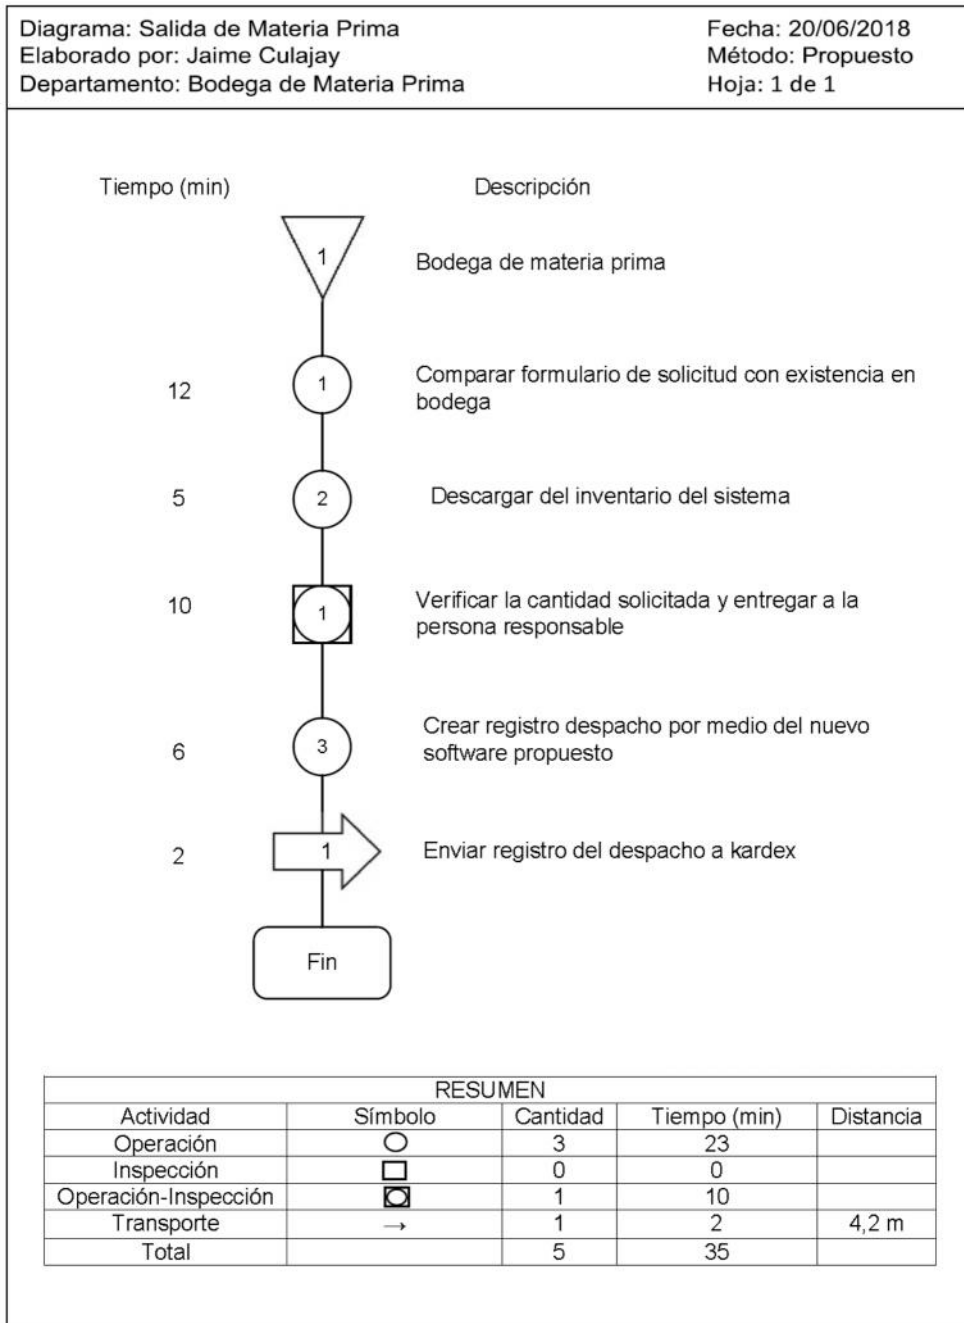 Diagrama: Salida de Materia Prima
Fecha: 20/06/2018
Elaborado por: Jaime Culajay
Método: Propuesto
Departamento: Bodega de Materia Prima
Hoja: 1 de 1
Tiempo (min)
Descripción
1
Bodega de materia prima
12
1
Comparar formulario de solicitud con existencia en
bodega
5
2
Descargar del inventario del sistema
10
1
Verificar la cantidad solicitada y entregar a la
persona responsable
6
3
Crear registro despacho por medio del nuevo
software propuesto
2
1
Enviar registro del despacho a kardex
Fin
RESUMEN
Actividad Símbolo Cantidad Tiempo (min) Distancia
Operación 3 23
Inspección 0 0
Operación-Inspección 1 10
Transporte → 1 2 4,2 m
Total 5 35